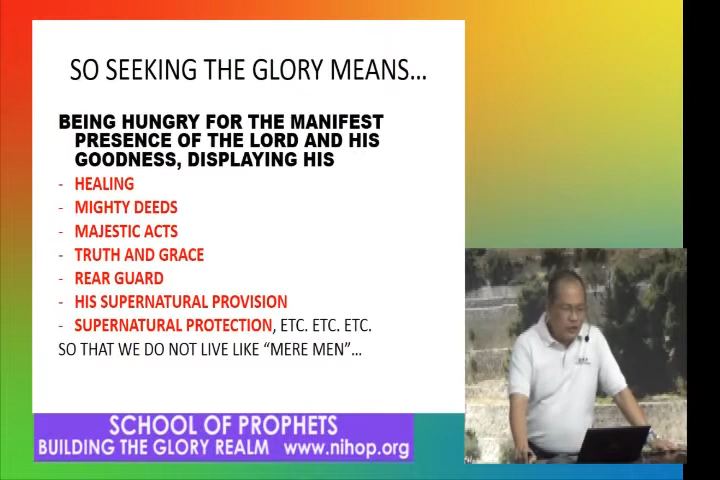 SO SEEKING THE GLORY MEANS...
BEING HUNGRY FOR THE MANIFEST
PRESENCE OF THE LORD AND HIS
GOODNESS, DISPLAYING HIS
- HEALING
- MIGHTY DEEDS
- MAJESTIC ACTS
- TRUTH AND GRACE
- REAR GUARD
- HIS SUPERNATURAL PROVISION
- SUPERNATURAL PROTECTION, ETC. ETC. ETC.
SO THAT WE DO NOT LIVE LIKE “MERE MEN”...
SCHOOL OF PROPHETS
BUILDING THE GLORY REALM www.nihop.org